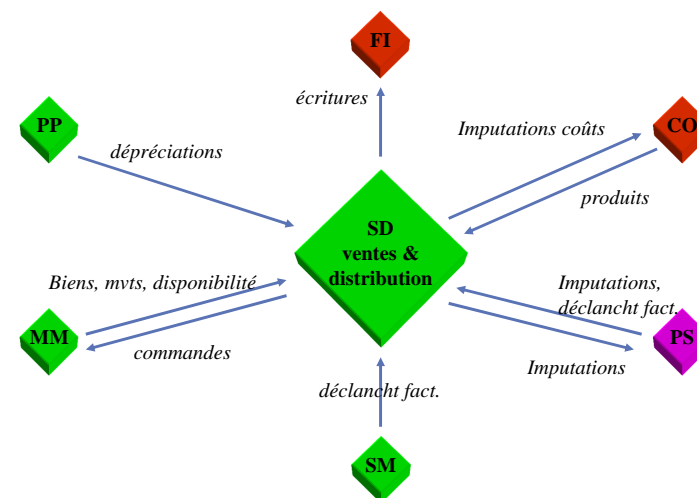 FI
écritures
PP
CO
Imputations coûts
dépréciations
produits
SD
ventes &
distribution
Biens, mvts, disponibilité
Imputations,
déclancht fact.
MM
PS
commandes
Imputations
déclancht fact.
SM